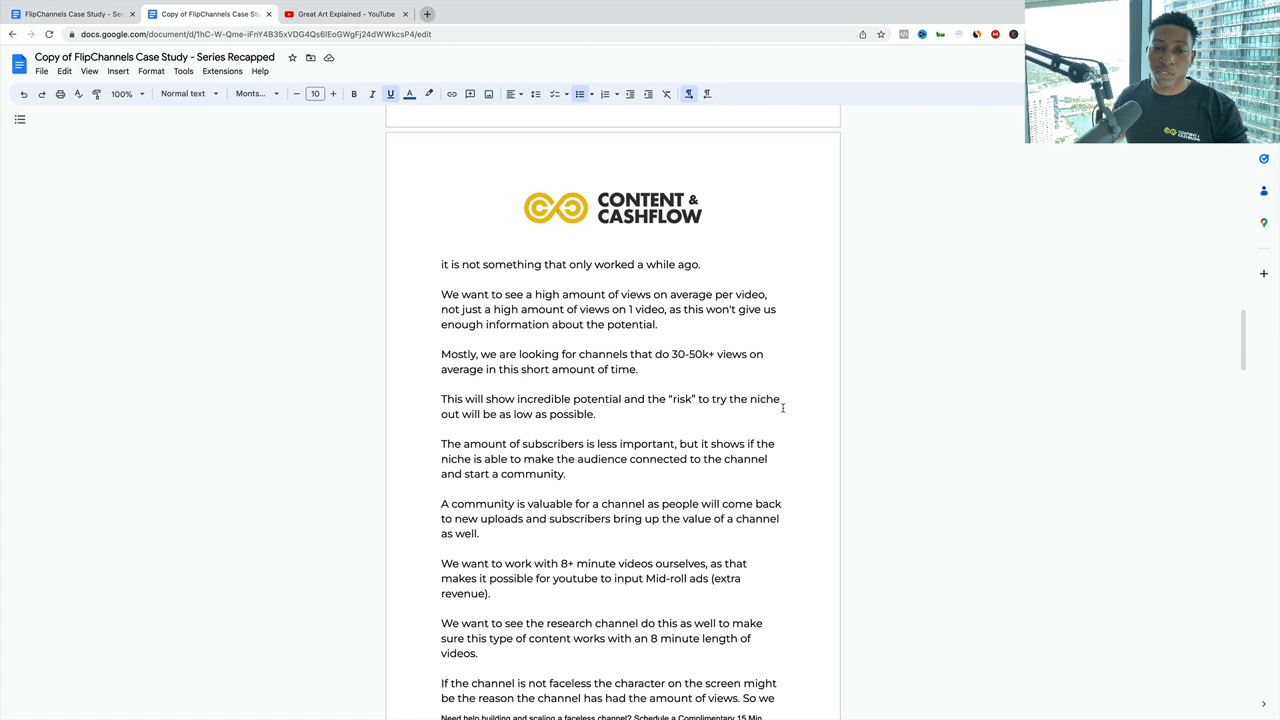 FlipChannels Case Study - Ser
Copy of FlipChannels Case Stu
Great Art Explained - YouTube
docs.google.com/document/d/1hC-W-Qme-iFnY4B35xVDG4Qs6lEoGWgFj24dWWkcsP4/edit
Copy of FlipChannels Case Study - Series Recapped
File Edit View Insert Format Tools Extensions Help
100% Normal text Monts... 10
CONTENT &
CASHFLOW
CONTENT &
CASHFLOW
it is not something that only worked a while ago.
We want to see a high amount of views on average per video,
not just a high amount of views on 1 video, as this won't give us
enough information about the potential.
Mostly, we are looking for channels that do 30-50k+ views on
average in this short amount of time.
This will show incredible potential and the “risk” to try the niche
out will be as low as possible.
The amount of subscribers is less important, but it shows if the
niche is able to make the audience connected to the channel
and start a community.
A community is valuable for a channel as people will come back
to new uploads and subscribers bring up the value of a channel
as well.
We want to work with 8+ minute videos ourselves, as that
makes it possible for youtube to input Mid-roll ads (extra
revenue).
We want to see the research channel do this as well to make
sure this type of content works with an 8 minute length of
videos.
If the channel is not faceless the character on the screen might
be the reason the channel has had the amount of views. So we
Need help building and scaling a faceless channel? Schedule a Complimentary 15 Min